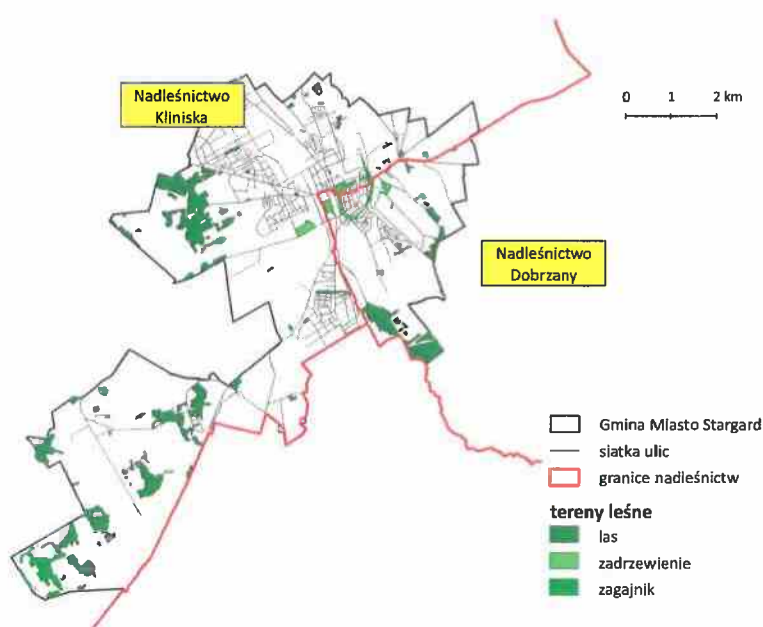 Nadleśnictwo
Kliniska
0 1 2 km
Nadleśnictwo
Dobrzany
Gmina Miasto Stargard
siatka ulic
granice nadleśnictw
tereny leśne
las
zadrzewienie
zagajnik